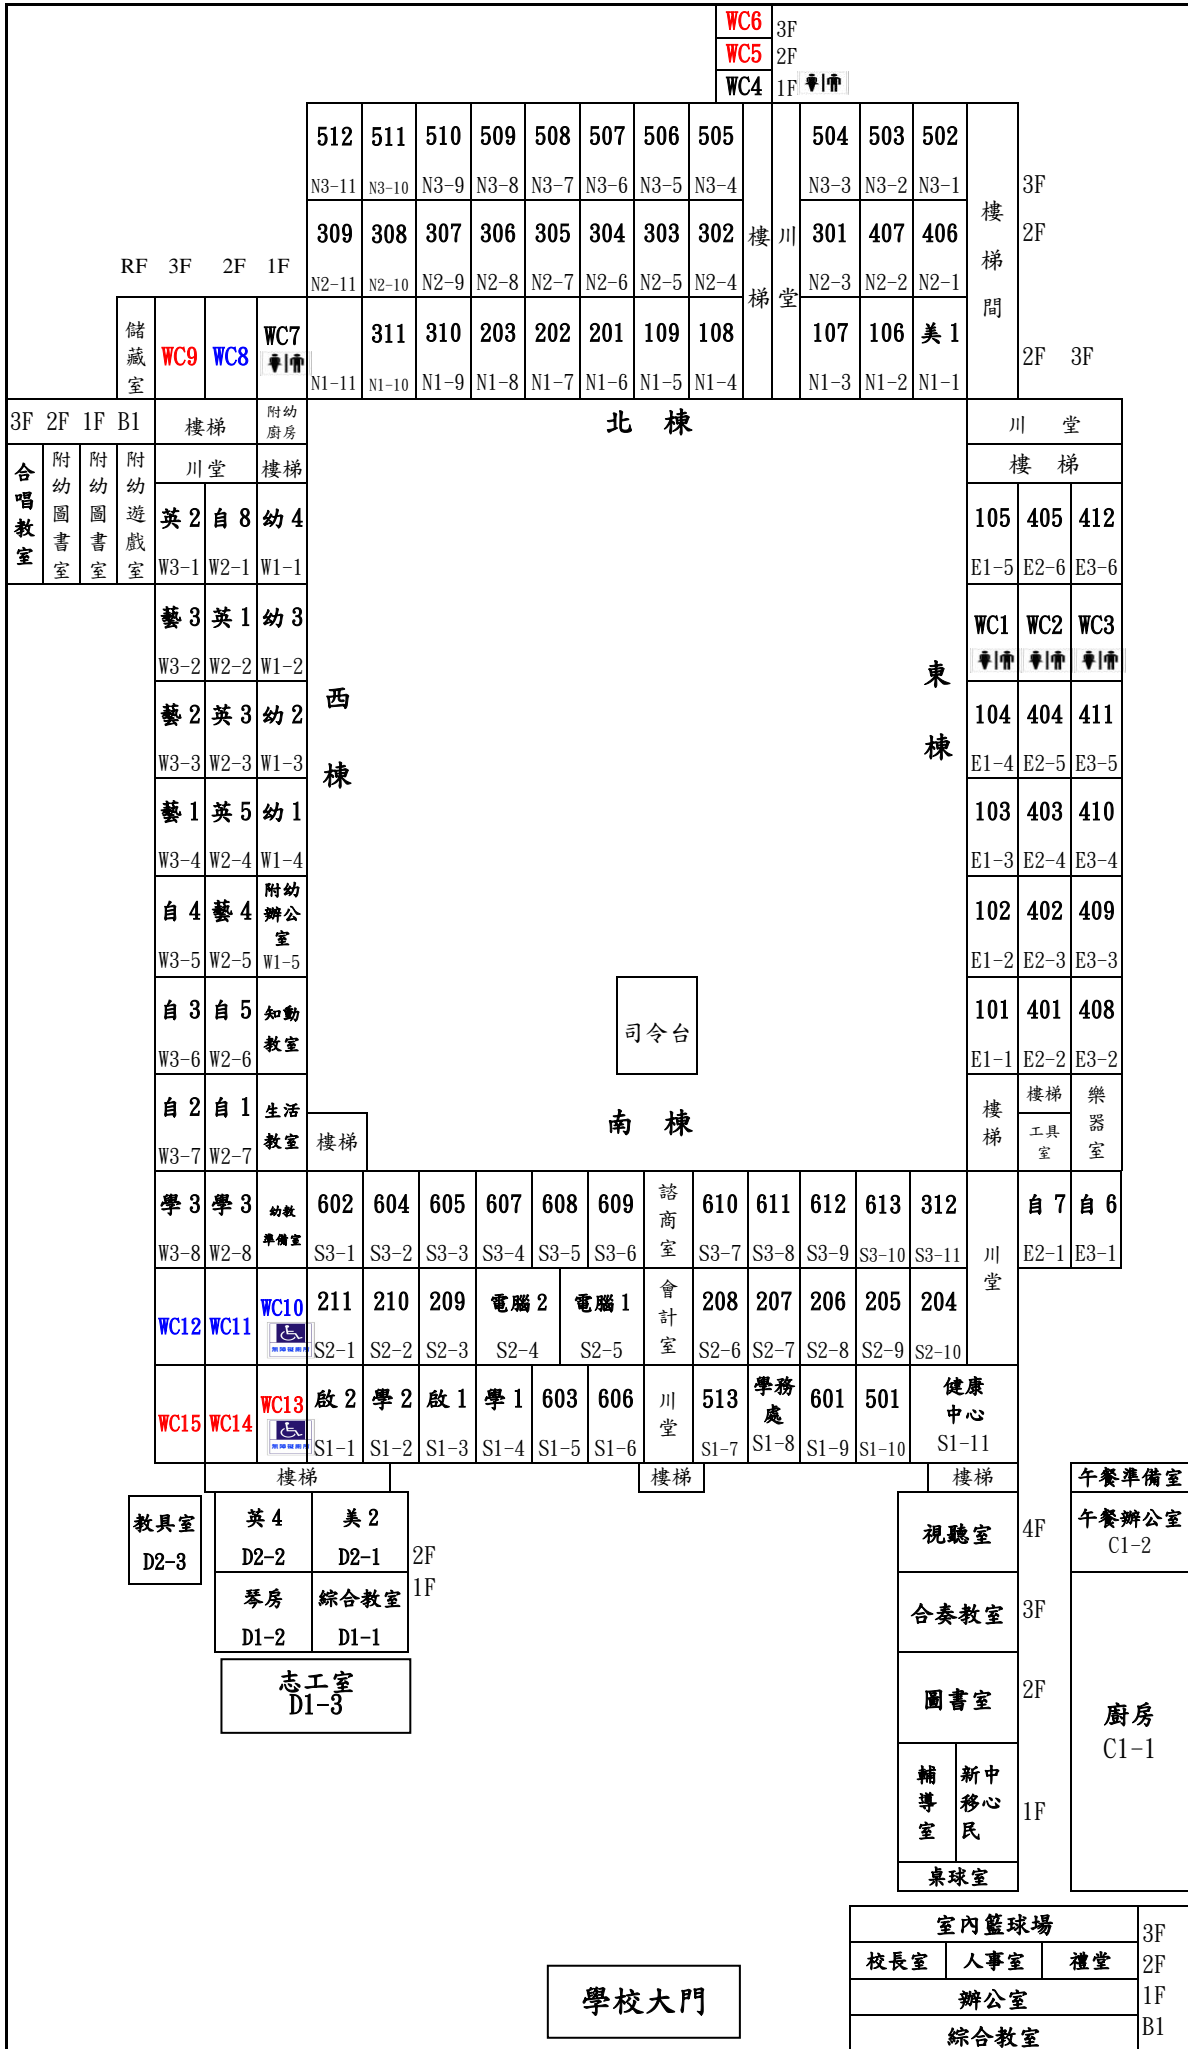 WC6 3F
WC5 2F
WC4 1F
512 511 510 509 508 507 506 505 504 503 502
N3-11 N3-10 N3-9 N3-8 N3-7 N3-6 N3-5 N3-4 N3-3 N3-2 N3-1 3F
309 308 307 306 305 304 303 302 樓梯 川堂 301 407 406 樓梯間 2F
RF 3F 2F 1F
N2-11 N2-10 N2-9 N2-8 N2-7 N2-6 N2-5 N2-4 N2-3 N2-2 N2-1
儲藏室 WC9 WC8 WC7 311 310 203 202 201 109 108 107 106 美1
2F 3F
N1-11 N1-10 N1-9 N1-8 N1-7 N1-6 N1-5 N1-4 N1-3 N1-2 N1-1
3F 2F 1F B1 樓梯 附幼廚房 北棟 川堂
合唱教室 附幼圖書室 附幼圖書室 附幼遊戲室 川堂 樓梯 樓梯
英2 自8 幼4 105 405 412
W3-1 W2-1 W1-1 E1-5 E2-6 E3-6
藝3 英1 幼3 WC1 WC2 WC3
W3-2 W2-2 W1-2
西棟 東棟
藝2 英3 幼2 104 404 411
W3-3 W2-3 W1-3 E1-4 E2-5 E3-5
藝1 英5 幼1 103 403 410
W3-4 W2-4 W1-4 E1-3 E2-4 E3-4
自4 藝4 附幼辦公室 102 402 409
W3-5 W2-5 W1-5 E1-2 E2-3 E3-3
自3 自5 知動教室 司令台 101 401 408
W3-6 W2-6 E1-1 E2-2 E3-2
自2 自1 生活教室 樓梯 南棟 樓梯 樓梯 工具室 樂器室
W3-7 W2-7
學3 學3 幼教準備室 602 604 605 607 608 609 諮商室 610 611 612 613 312 川堂 自7 自6
W3-8 W2-8 S3-1 S3-2 S3-3 S3-4 S3-5 S3-6 S3-7 S3-8 S3-9 S3-10 S3-11 E2-1 E3-1
WC12 WC11 WC10 211 210 209 電腦2 電腦1 會計室 208 207 206 205 204
無障礙廁所
S2-1 S2-2 S2-3 S2-4 S2-5 S2-6 S2-7 S2-8 S2-9 S2-10
WC15 WC14 WC13 啟2 學2 啟1 學1 603 606 川堂 513 學務處 601 501 健康中心
無障礙廁所
S1-1 S1-2 S1-3 S1-4 S1-5 S1-6 S1-7 S1-8 S1-9 S1-10 S1-11
樓梯 樓梯 樓梯 午餐準備室
教具室 英4 美2 視聽室 4F 午餐辦公室
D2-3 D2-2 D2-1 2F C1-2
琴房 綜合教室 1F 合奏教室 3F
D1-2 D1-1
志工室
D1-3
圖書室 2F
廚房
C1-1
輔導室 新移民中心 1F
桌球室
室內籃球場 3F
校長室 人事室 禮堂 2F
學校大門
辦公室 1F
綜合教室 B1